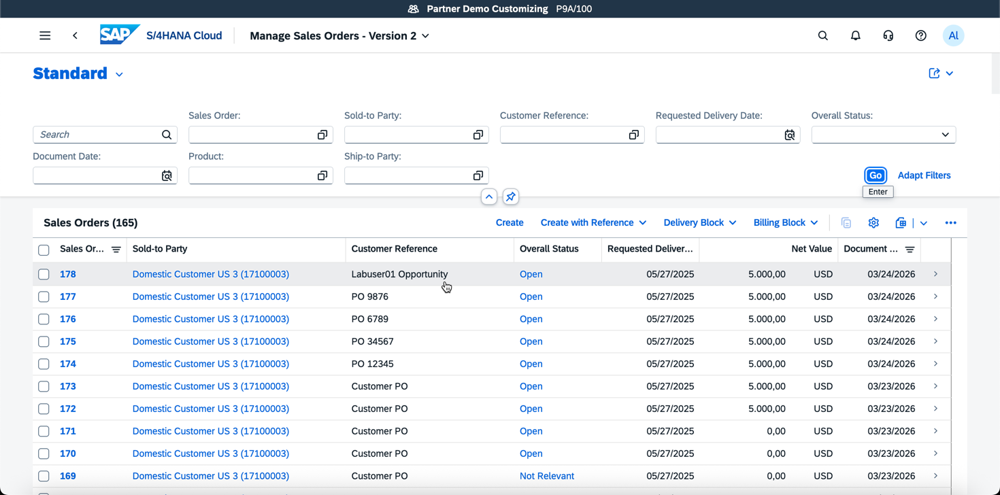 Partner Demo Customizing P9A/100
SAP S/4HANA Cloud Manage Sales Orders - Version 2 Al
Standard
Sales Order: Sold-to Party: Customer Reference: Requested Delivery Date: Overall Status:
Search
Document Date: Product: Ship-to Party:
Go Adapt Filters
Enter
Sales Orders (165) Create Create with Reference Delivery Block Billing Block
Sales Or... Sold-to Party Customer Reference Overall Status Requested Deliver... Net Value Document ...
178 Domestic Customer US 3 (17100003) Labuser01 Opportunity Open 05/27/2025 5.000,00 USD 03/24/2026
177 Domestic Customer US 3 (17100003) PO 9876 Open 05/27/2025 5.000,00 USD 03/24/2026
176 Domestic Customer US 3 (17100003) PO 6789 Open 05/27/2025 5.000,00 USD 03/24/2026
175 Domestic Customer US 3 (17100003) PO 34567 Open 05/27/2025 5.000,00 USD 03/24/2026
174 Domestic Customer US 3 (17100003) PO 12345 Open 05/27/2025 5.000,00 USD 03/24/2026
173 Domestic Customer US 3 (17100003) Customer PO Open 05/27/2025 5.000,00 USD 03/23/2026
172 Domestic Customer US 3 (17100003) Customer PO Open 05/27/2025 5.000,00 USD 03/23/2026
171 Domestic Customer US 3 (17100003) Customer PO Open 05/27/2025 0,00 USD 03/23/2026
170 Domestic Customer US 3 (17100003) Customer PO Open 05/27/2025 0,00 USD 03/23/2026
169 Domestic Customer US 3 (17100003) Customer PO Not Relevant 05/27/2025 0,00 USD 03/23/2026